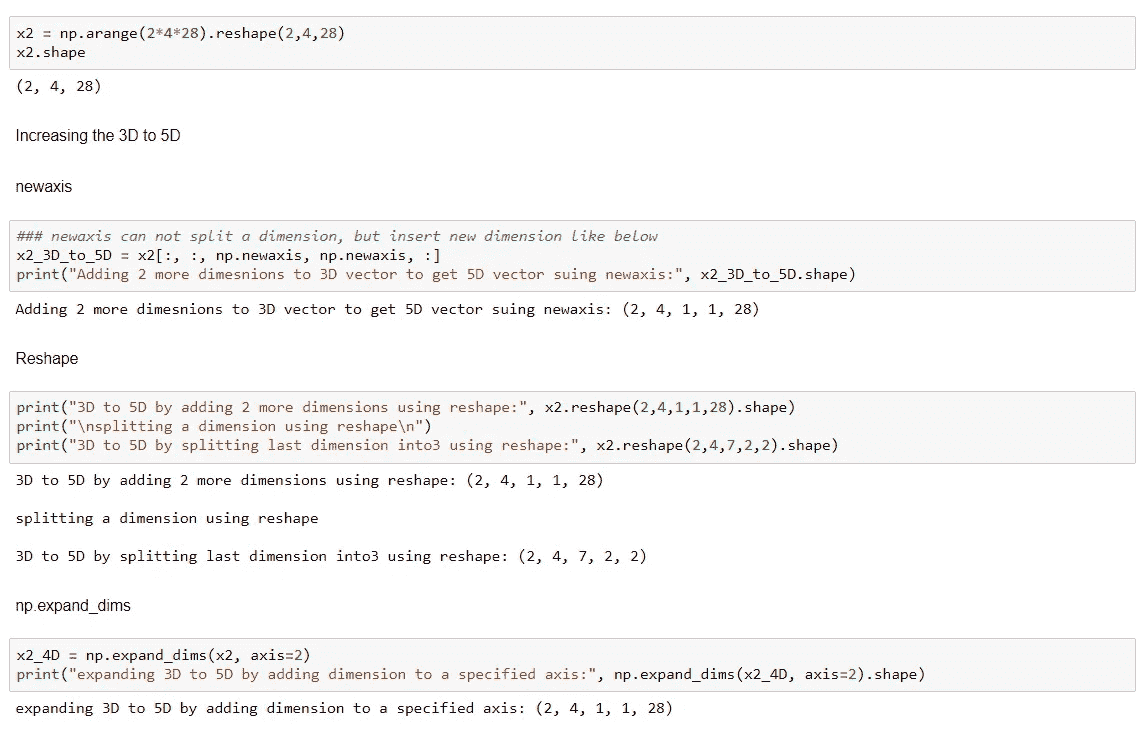 x2 = np.arange(2*4*28).reshape(2,4,28)
x2.shape
(2, 4, 28)
Increasing the 3D to 5D
newaxis
### newaxis can not split a dimension, but insert new dimension like below
x2_3D_to_5D = x2[:, :, np.newaxis, np.newaxis, :]
print("Adding 2 more dimesnions to 3D vector to get 5D vector suing newaxis:", x2_3D_to_5D.shape)
Adding 2 more dimesnions to 3D vector to get 5D vector suing newaxis: (2, 4, 1, 1, 28)
Reshape
print("3D to 5D by adding 2 more dimensions using reshape:", x2.reshape(2,4,1,1,28).shape)
print("\nsplitting a dimension using reshape\n")
print("3D to 5D by splitting last dimension into3 using reshape:", x2.reshape(2,4,7,2,2).shape)
3D to 5D by adding 2 more dimensions using reshape: (2, 4, 1, 1, 28)
splitting a dimension using reshape
3D to 5D by splitting last dimension into3 using reshape: (2, 4, 7, 2, 2)
np.expand_dims
x2_4D = np.expand_dims(x2, axis=2)
print("expanding 3D to 5D by adding dimension to a specified axis:", np.expand_dims(x2_4D, axis=2).shape)
expanding 3D to 5D by adding dimension to a specified axis: (2, 4, 1, 1, 28)